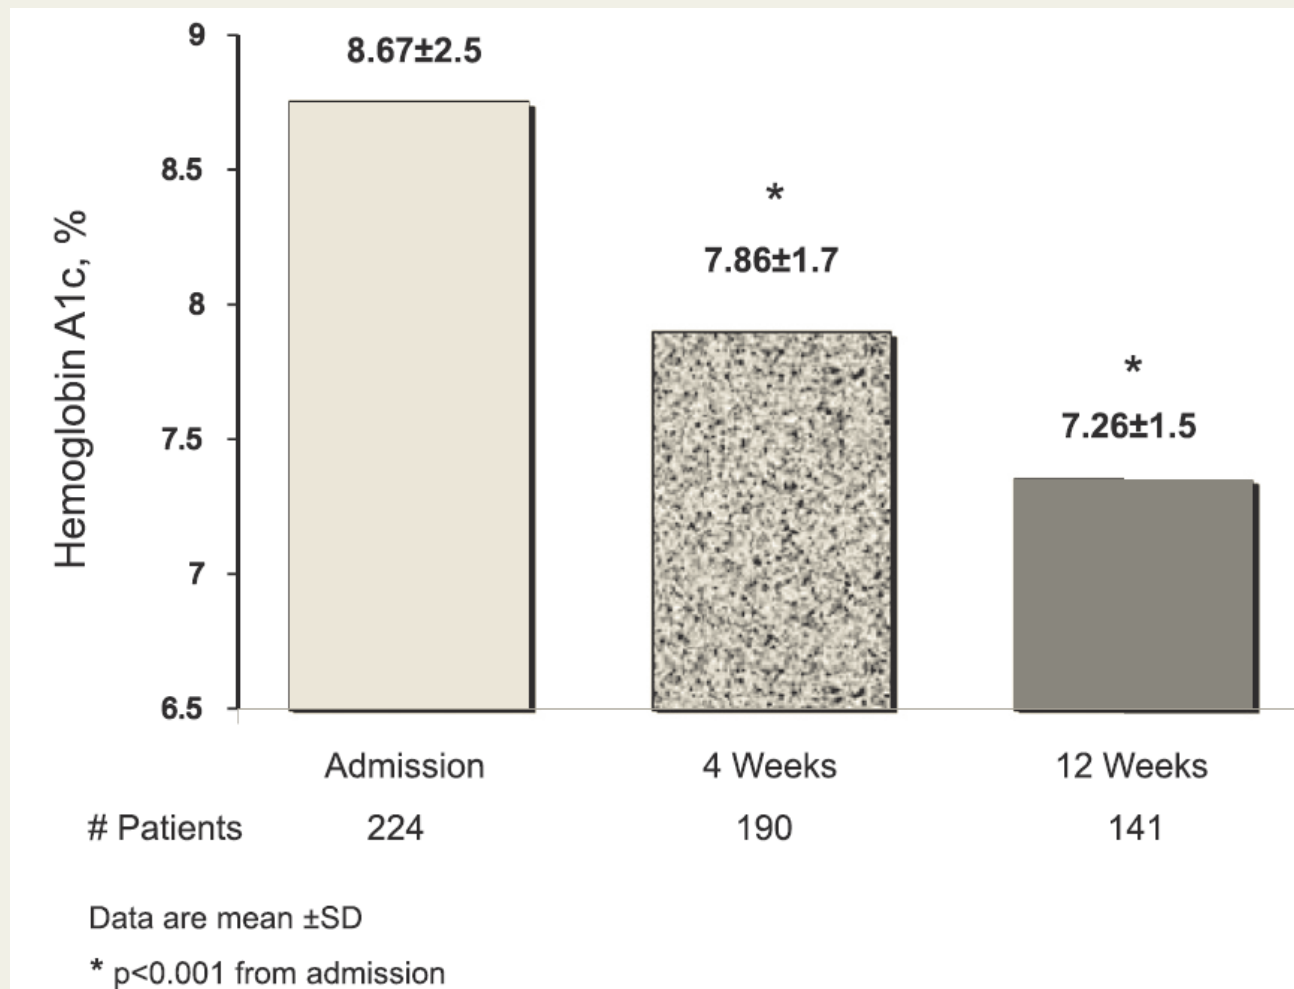 9
8.67±2.5
8.5
*
7.86±1.7
8
*
7.26±1.5
7.5
7
6.5
Hemoglobin A1c, %
Admission 4 Weeks 12 Weeks
# Patients 224 190 141
Data are mean ±SD
* p<0.001 from admission